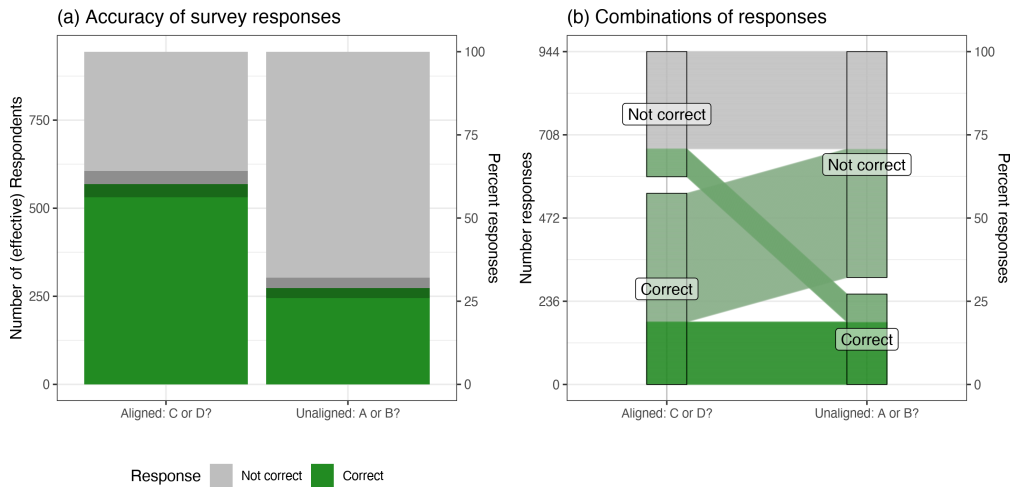 (a) Accuracy of survey responses
Number of (effective) Respondents
750
500
250
0
100
75
50
25
0
Percent responses
Aligned: C or D?
Unaligned: A or B?
Response
Not correct
Correct
(b) Combinations of responses
Number responses
944
708
472
236
0
Not correct
Correct
Not correct
Correct
100
75
50
25
0
Percent responses
Aligned: C or D?
Unaligned: A or B?